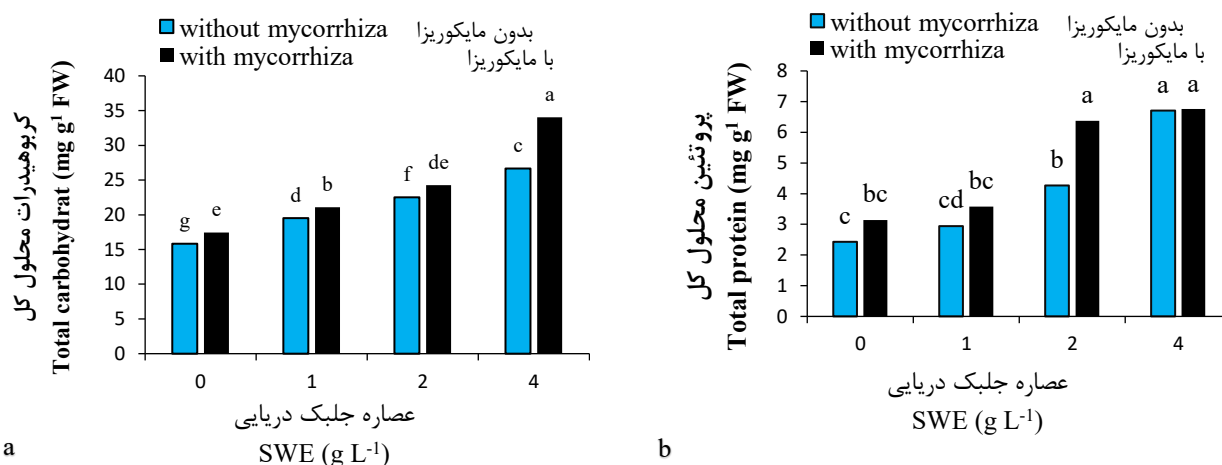 without mycorrhiza بدون مایکوریزا
with mycorrhiza با مایکوریزا
کربوهیدرات محلول کل
Total carbohydrat (mg g¹ FW)
40
35
30
25
20
15
10
5
0
g e d b f de c a
0 1 2 4
عصاره جلبک دریایی
SWE (g L⁻¹)
a
without mycorrhiza بدون مایکوریزا
with mycorrhiza با مایکوریزا
پروتئین محلول کل
Total protein (mg g¹ FW)
8
7
6
5
4
3
2
1
0
c bc cd bc b a a a
0 1 2 4
عصاره جلبک دریایی
SWE (g L⁻¹)
b